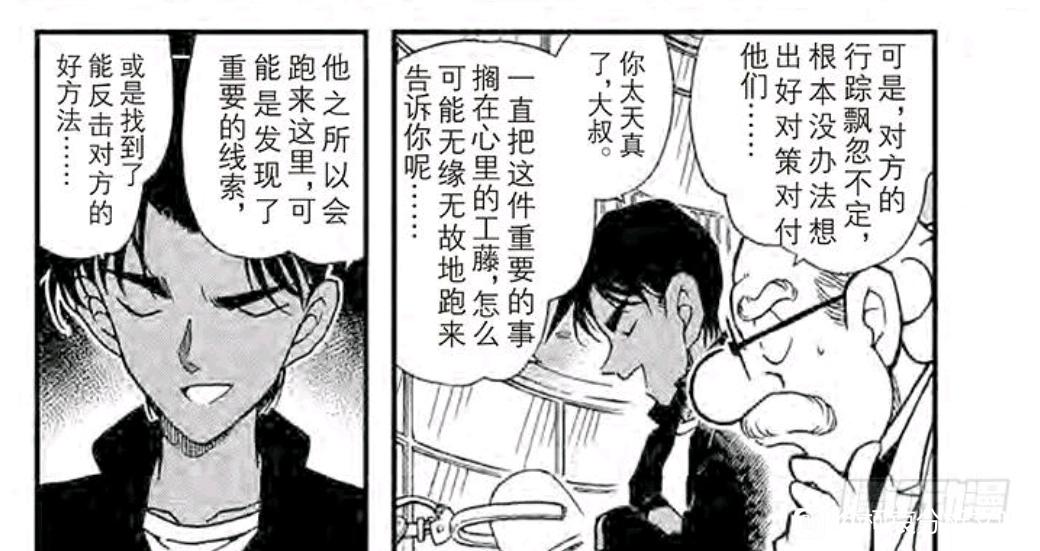 可是，对方的
行踪飘忽不定，
根本没办法想
出好对策对付
他们……
你太天真
了，大叔。
一直把这件重要的事
搁在心里的工藤，怎么
可能无缘无故地跑来
告诉你呢……
他之所以会
跑来这里，可
能是发现了
重要的线索，
或是找到了
能反击对方的
好方法……